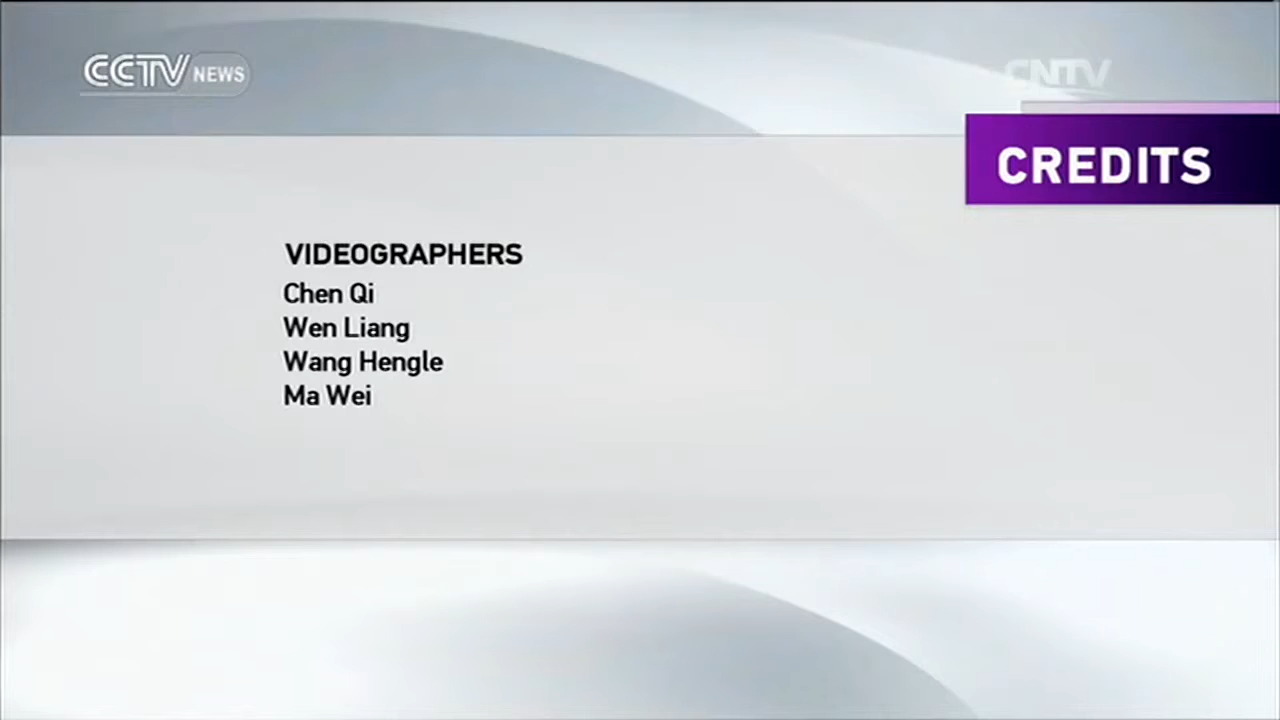 CCTV NEWS
CNTV
CREDITS
VIDEOGRAPHERS
Chen Qi
Wen Liang
Wang Hengle
Ma Wei